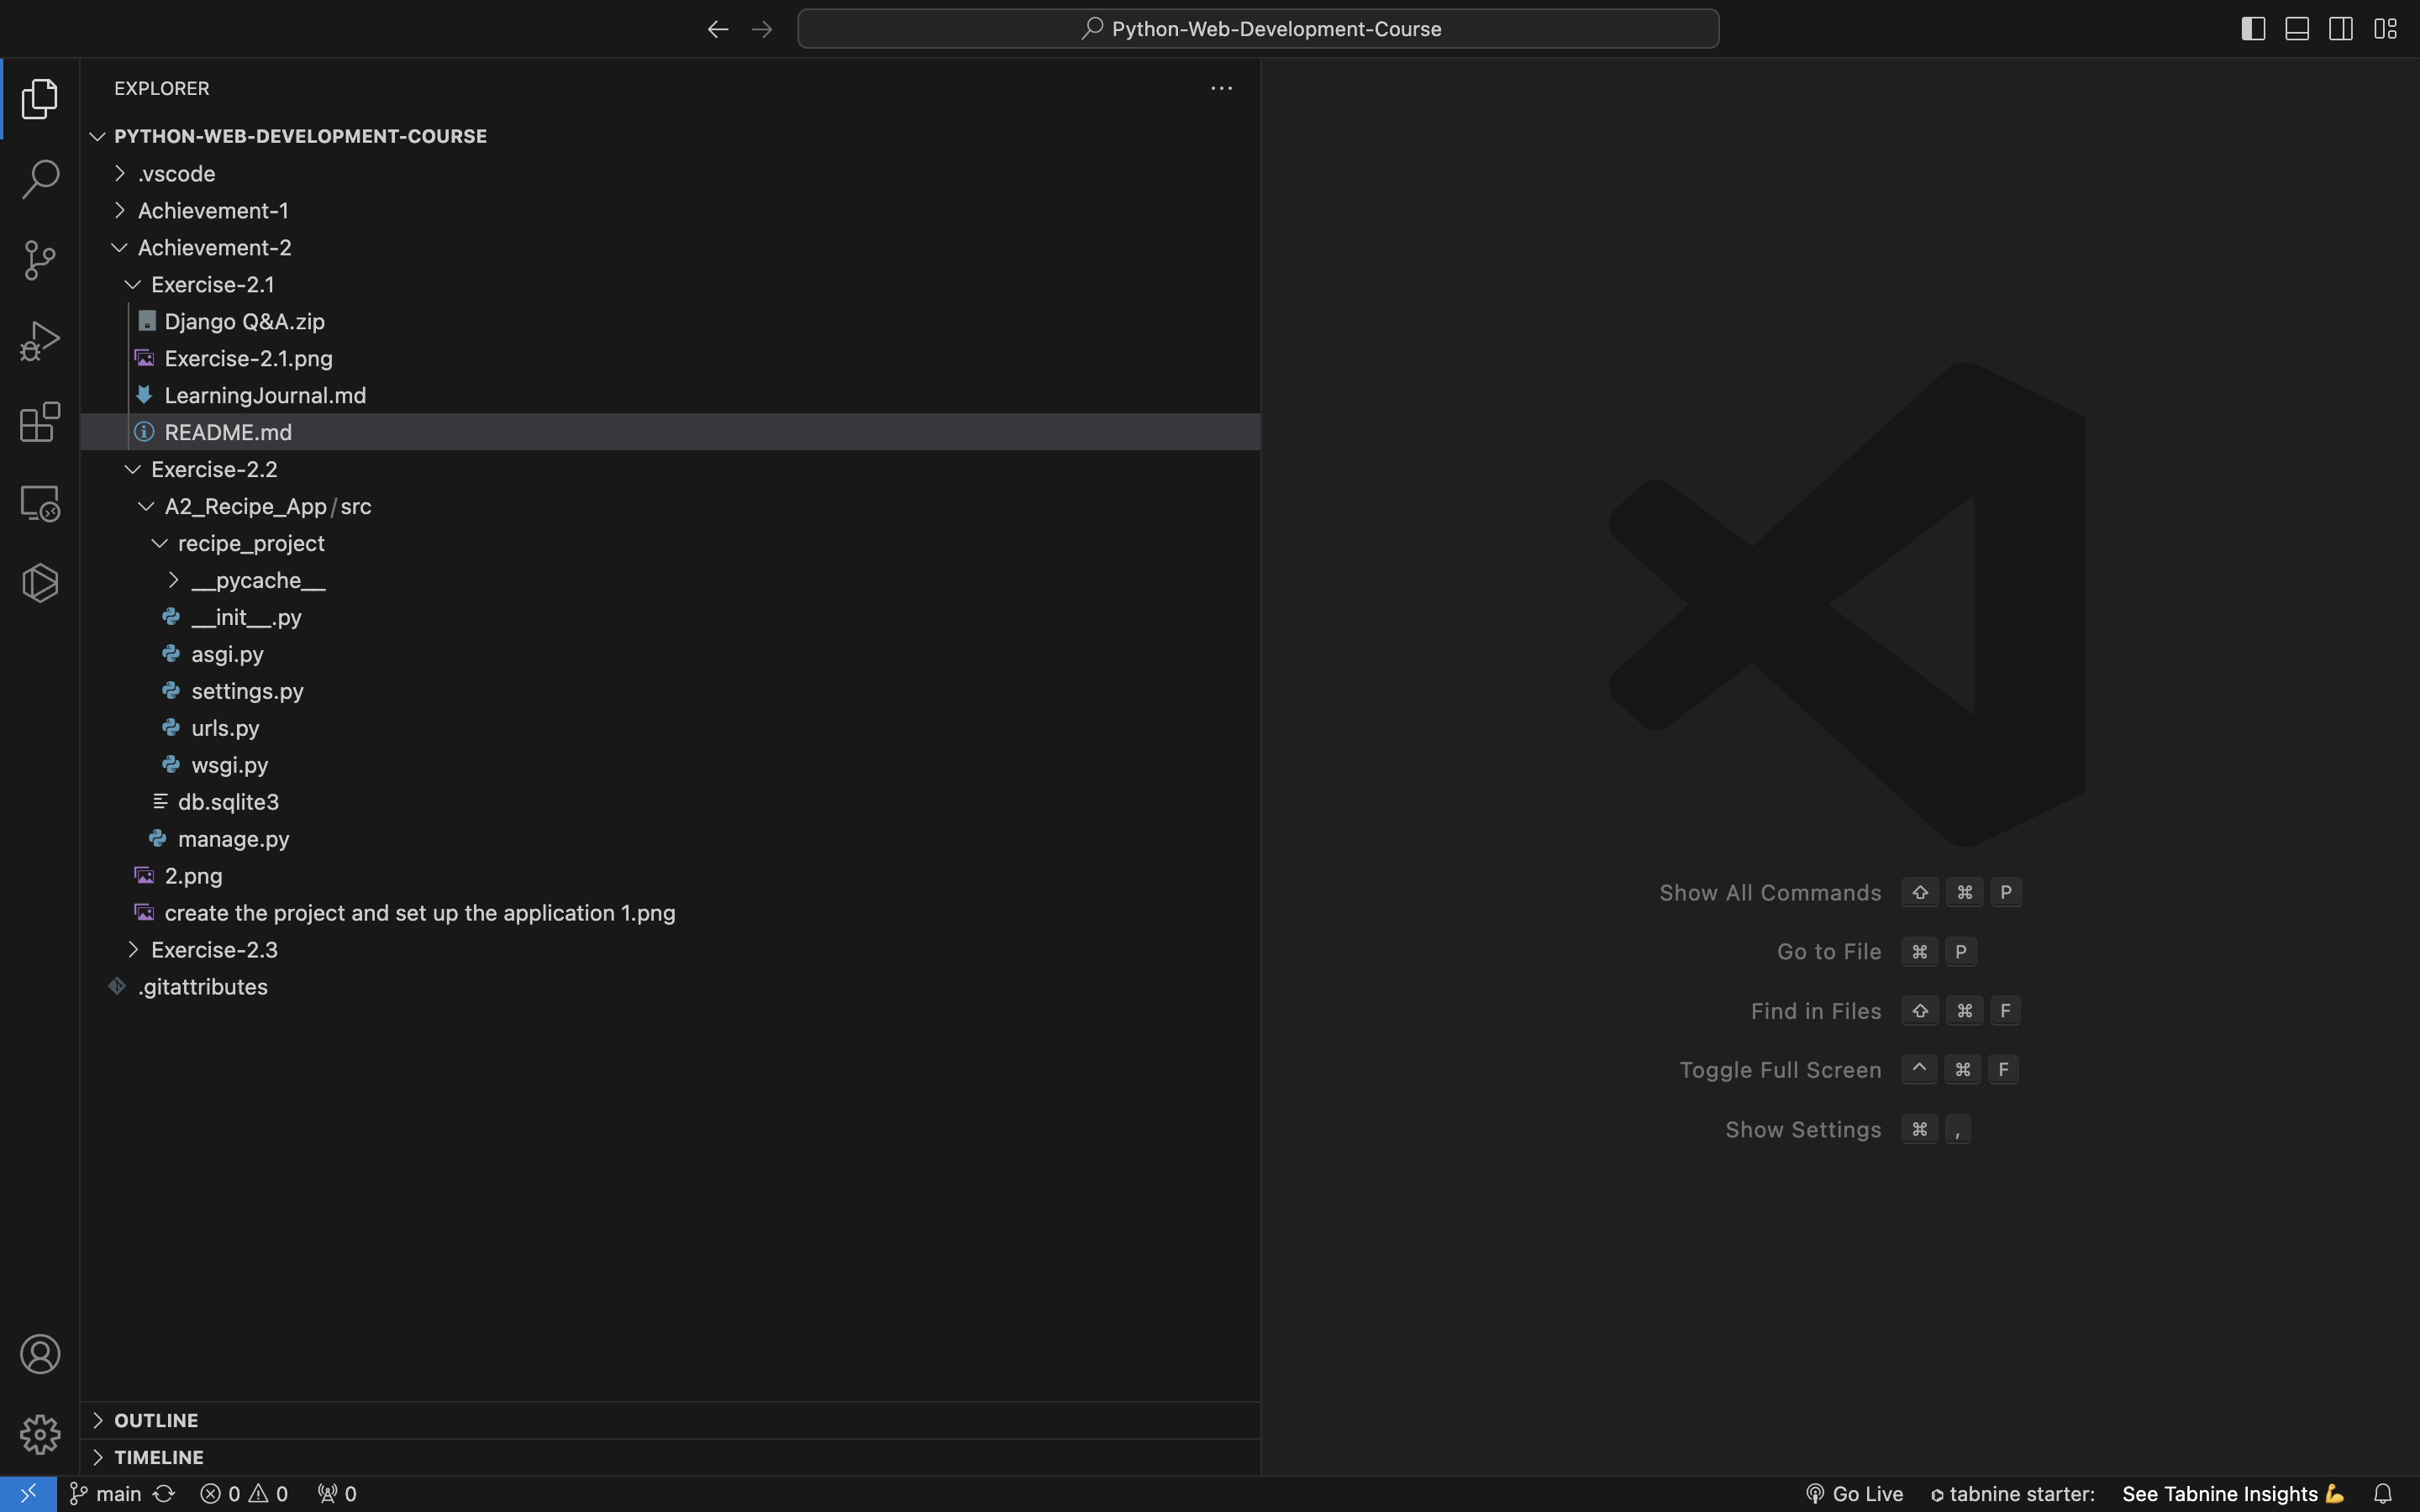 Python-Web-Development-Course
EXPLORER
PYTHON-WEB-DEVELOPMENT-COURSE
.vscode
Achievement-1
Achievement-2
Exercise-2.1
Django Q&A.zip
Exercise-2.1.png
LearningJournal.md
README.md
Exercise-2.2
A2_Recipe_App/src
recipe_project
__pycache__
__init__.py
asgi.py
settings.py
urls.py
wsgi.py
db.sqlite3
manage.py
2.png
create the project and set up the application 1.png
Exercise-2.3
.gitattributes
Show All Commands ⇧ ⌘ P
Go to File ⌘ P
Find in Files ⇧ ⌘ F
Toggle Full Screen ^ ⌘ F
Show Settings ⌘ ,
OUTLINE
TIMELINE
main 0 0 0 Go Live tabnine starter: See Tabnine Insights 💪